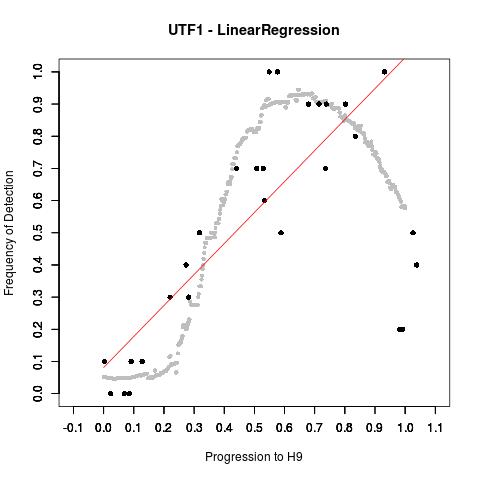 UTF1 - LinearRegression
Frequency of Detection
1.0
0.9
0.8
0.7
0.6
0.5
0.4
0.3
0.2
0.1
0.0
-0.1 0.0 0.1 0.2 0.3 0.4 0.5 0.6 0.7 0.8 0.9 1.0 1.1
Progression to H9